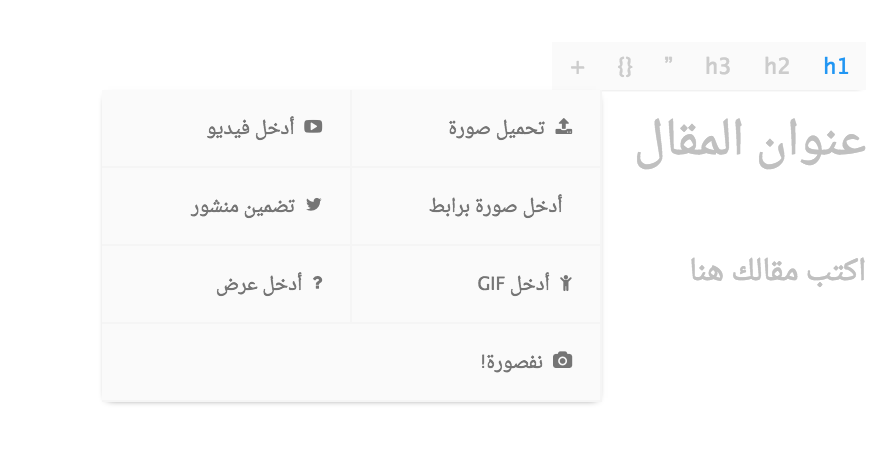 h1 h2 h3 ” {} +
عنوان المقال
اكتب مقالك هنا
تحميل صورة
أدخل فيديو
أدخل صورة برابط
تضمين منشور
أدخل GIF
? أدخل عرض
نفصورة!